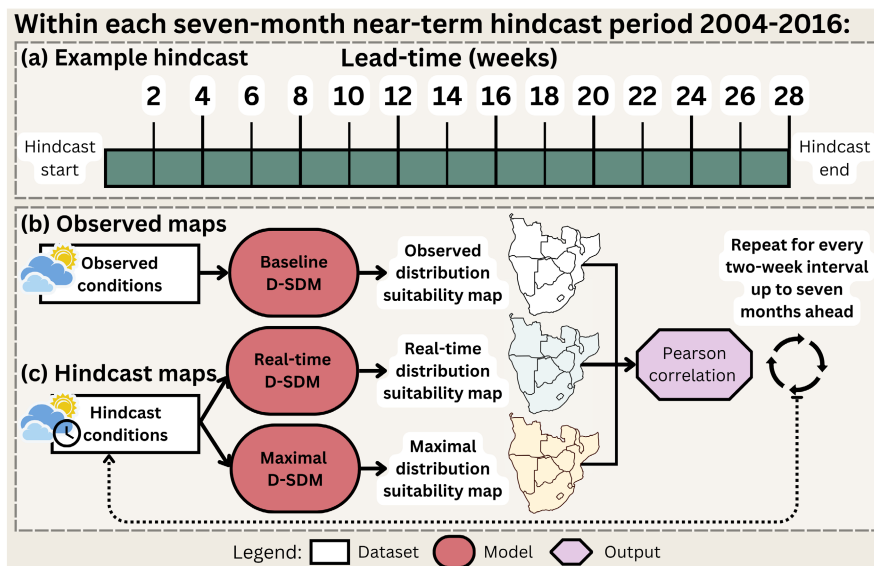 Within each seven-month near-term hindcast period 2004-2016:
(a) Example hindcast
Lead-time (weeks)
2 4 6 8 10 12 14 16 18 20 22 24 26 28
Hindcast
start
Hindcast
end
(b) Observed maps
Observed
conditions
Baseline
D-SDM
Observed
distribution
suitability map
Repeat for every
two-week interval
up to seven
months ahead
(c) Hindcast maps
Hindcast
conditions
Real-time
D-SDM
Real-time
distribution
suitability map
Pearson
correlation
Maximal
D-SDM
Maximal
distribution
suitability map
Legend: Dataset Model Output